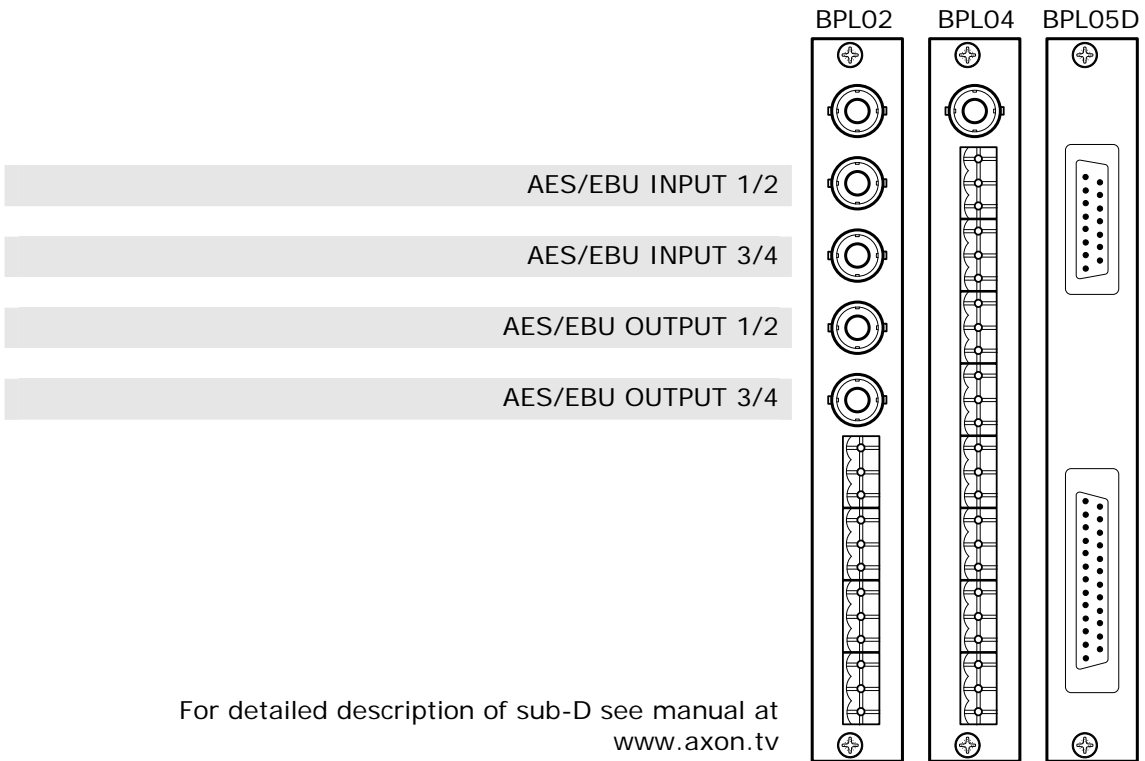 BPL02 BPL04 BPL05D
AES/EBU INPUT 1/2
AES/EBU INPUT 3/4
AES/EBU OUTPUT 1/2
AES/EBU OUTPUT 3/4
For detailed description of sub-D see manual at
www.axon.tv